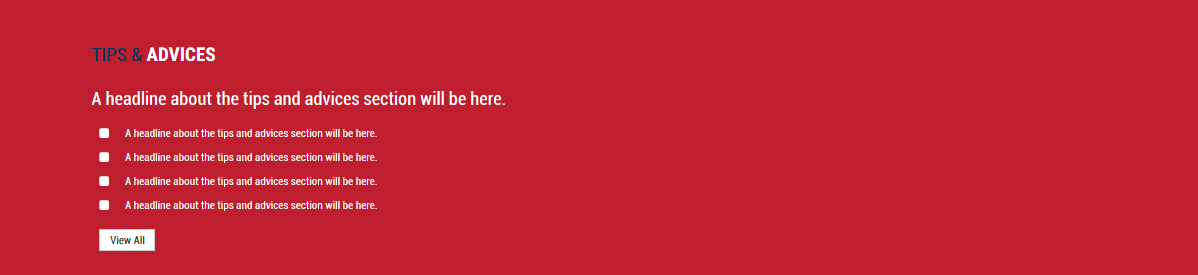 TIPS & ADVICES
A headline about the tips and advices section will be here.
A headline about the tips and advices section will be here.
A headline about the tips and advices section will be here.
A headline about the tips and advices section will be here.
A headline about the tips and advices section will be here.
View All